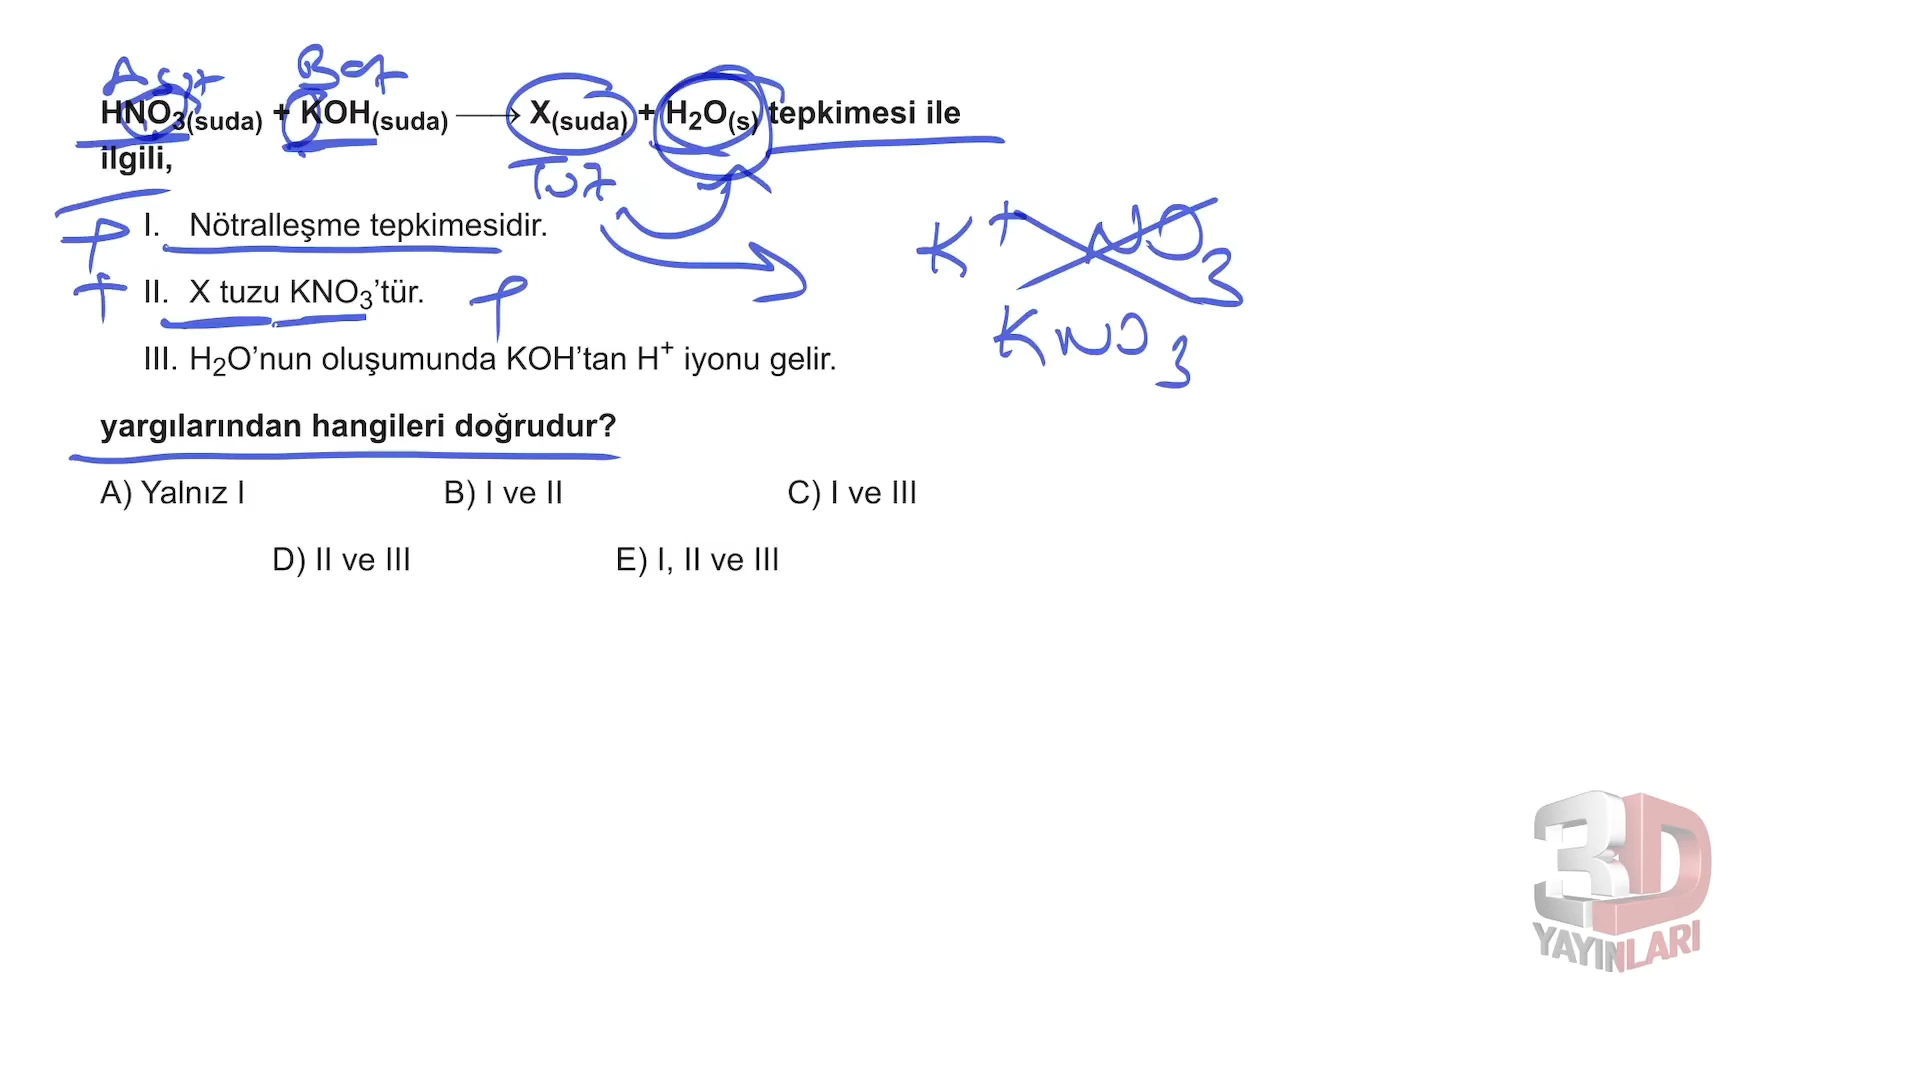 Asit Baz
HNO₃(suda) + KOH(suda) ⟶ X(suda) + H₂O(s) tepkimesi ile
ilgili,
Tuz
I. Nötralleşme tepkimesidir.
II. X tuzu KNO₃’tür.
III. H₂O’nun oluşumunda KOH’tan H⁺ iyonu gelir.
K⁺ NO₃
KNO₃
yargılarından hangileri doğrudur?
A) Yalnız I B) I ve II C) I ve III
D) II ve III E) I, II ve III
3D
YAYINLARI